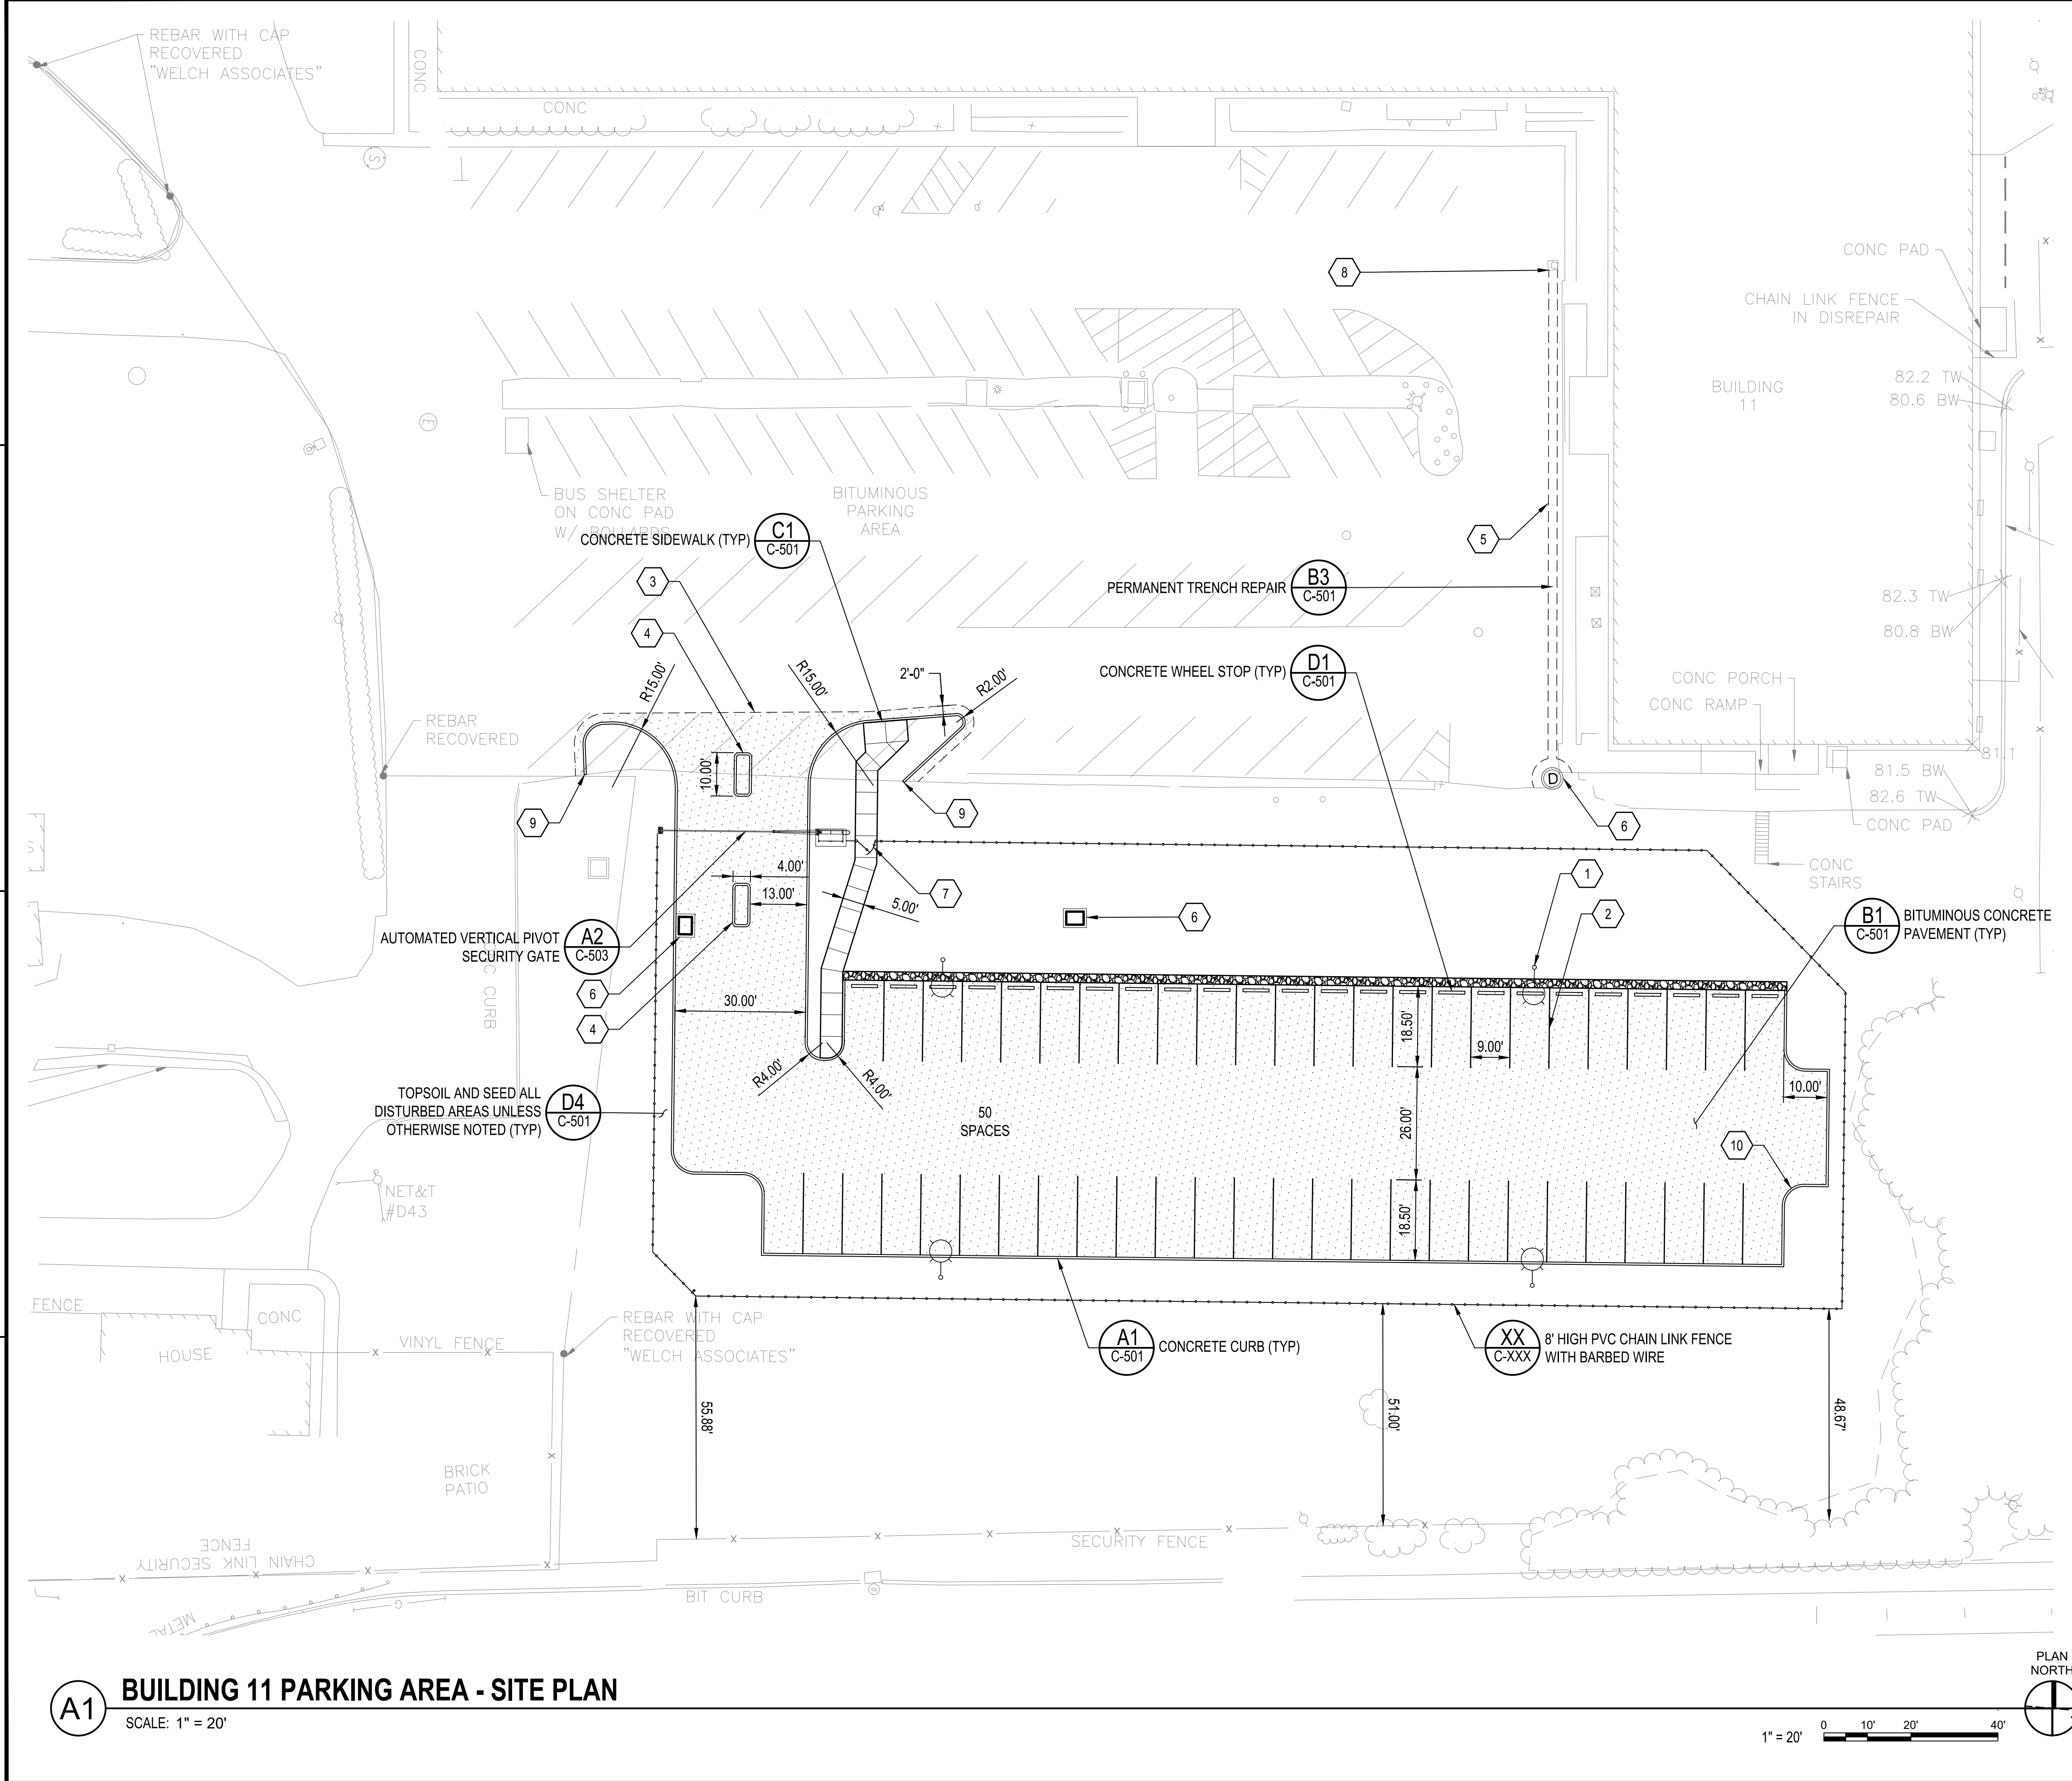 REBAR WITH CAP
RECOVERED
"WELCH ASSOCIATES"
CONC
CONC
S
8
CONC PAD
CHAIN LINK FENCE
IN DISREPAIR
82.2 TW
80.6 BW
BUILDING
11
E
BUS SHELTER
ON CONC PAD
W/ BOLLARDS
BITUMINOUS
PARKING
AREA
CONCRETE SIDEWALK (TYP)
C1
C-501
5
3
PERMANENT TRENCH REPAIR
B3
C-501
82.3 TW
80.8 BW
4
R15.00'
R15.00'
2'-0"
R2.00'
CONCRETE WHEEL STOP (TYP)
D1
C-501
CONC PORCH
CONC RAMP
REBAR
RECOVERED
10.00'
81.1
81.5 BW
82.6 TW
CONC PAD
D
9
9
6
CONC
STAIRS
4.00'
13.00'
5.00'
7
1
2
6
AUTOMATED VERTICAL PIVOT
SECURITY GATE
A2
C-503
B1
C-501
BITUMINOUS CONCRETE
PAVEMENT (TYP)
6
4
C CURB
30.00'
18.50'
9.00'
R4.00'
R4.00'
10.00'
TOPSOIL AND SEED ALL
DISTURBED AREAS UNLESS
OTHERWISE NOTED (TYP)
D4
C-501
50
SPACES
26.00'
10
NET&T
#D43
18.50'
FENCE
CONC
HOUSE
VINYL FENCE
REBAR WITH CAP
RECOVERED
"WELCH ASSOCIATES"
A1
C-501
CONCRETE CURB (TYP)
XX
C-XXX
8' HIGH PVC CHAIN LINK FENCE
WITH BARBED WIRE
55.88'
51.00'
48.67'
BRICK
PATIO
CHAIN LINK SECURITY
FENCE
SECURITY FENCE
BIT CURB
METAL
G
D
A1
BUILDING 11 PARKING AREA - SITE PLAN
SCALE: 1" = 20'
1" = 20'
0 10' 20' 40'
PLAN
NORTH